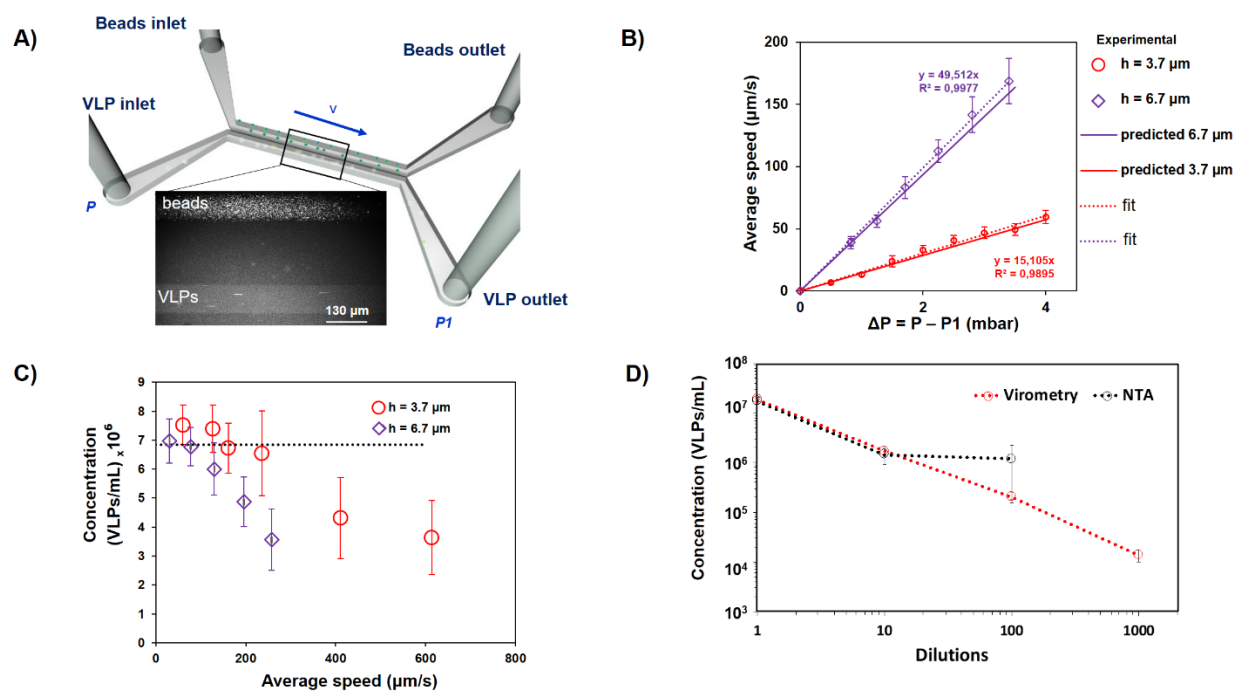 A)
Beads inlet
Beads outlet
VLP inlet
v
P
beads
VLPs
130 µm
VLP outlet
P1
B)
Average speed (µm/s)
200
150
100
50
0
0
2
4
ΔP = P – P1 (mbar)
y = 49,512x
R² = 0,9977
y = 15,105x
R² = 0,9895
Experimental
h = 3.7 µm
h = 6.7 µm
predicted 6.7 µm
predicted 3.7 µm
fit
fit
C)
Concentration
(VLPs/mL) x10⁶
9
8
7
6
5
4
3
2
1
0
0
200
400
600
800
Average speed (µm/s)
h = 3.7 µm
h = 6.7 µm
D)
Concentration (VLPs/mL)
10⁸
10⁷
10⁶
10⁵
10⁴
10³
1
10
100
1000
Dilutions
Virometry
NTA